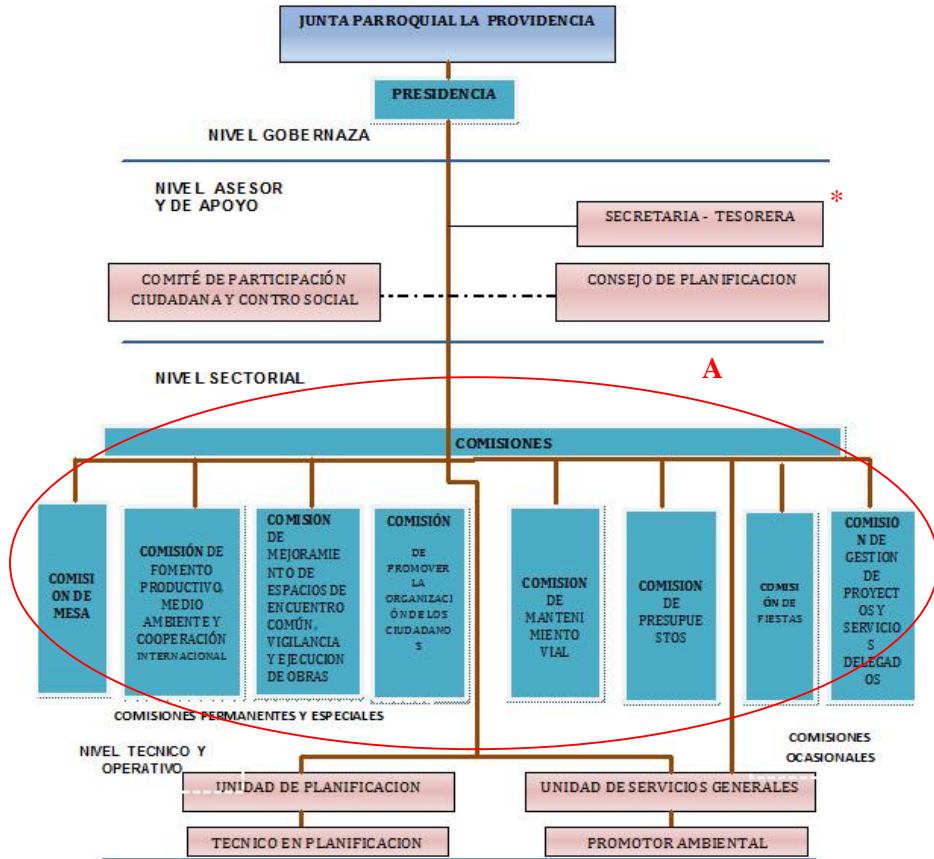 JUNTA PARROQUIAL LA PROVIDENCIA
PRESIDENCIA
NIVEL GOBERNAZA
NIVEL ASESOR
Y DE APOYO
*
SECRETARIA - TESORERA
COMITÉ DE PARTICIPACIÓN
CIUDADANA Y CONTRO SOCIAL
CONSEJO DE PLANIFICACION
NIVEL SECTORIAL
A
COMISIONES
COMISI
ON DE
MESA
COMISIÓN DE
FOMENTO
PRODUCTIVO,
MEDIO
AMBIENTE Y
COOPERACIÓN
INTERNACIONAL
COMISION
DE
MEJORAMIE
NTO DE
ESPACIOS DE
ENCUENTRO
COMÚN,
VIGILANCIA
Y EJECUCION
DE OBRAS
COMISIÓN
DE
PROMOVER
LA
ORGANIZACI
ÓN DE LOS
CIUDADANO
S
COMISION
DE
MANTENI
MIENTO
VIAL
COMISION
DE
PRESUPUE
STOS
COMISI
ÓN DE
FIESTAS
COMISIO
N DE
GESTION
DE
PROYECT
OS Y
SERVICIO
S
DELEGAD
OS
COMISIONES PERMANENTES Y ESPECIALES
COMISIONES
OCASIONALES
NIVEL TECNICO Y
OPERATIVO
UNIDAD DE PLANIFICACION
UNIDAD DE SERVICIOS GENERALES
TECNICO EN PLANIFICACION
PROMOTOR AMBIENTAL